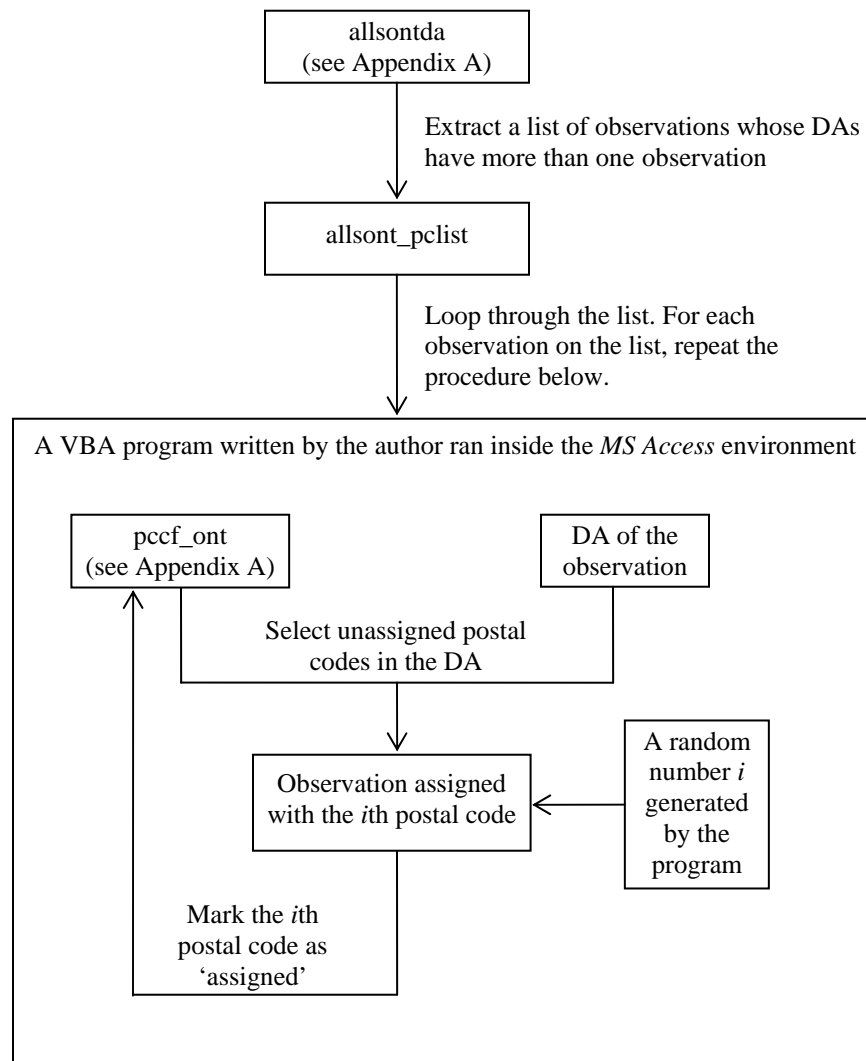 allsontda
(see Appendix A)
Extract a list of observations whose DAs
have more than one observation
allsont_pclist
Loop through the list. For each
observation on the list, repeat the
procedure below.
A VBA program written by the author ran inside the MS Access environment
pccf_ont
(see Appendix A)
DA of the
observation
Select unassigned postal
codes in the DA
Observation assigned
with the ith postal code
A random
number i
generated
by the
program
Mark the ith
postal code as
‘assigned’